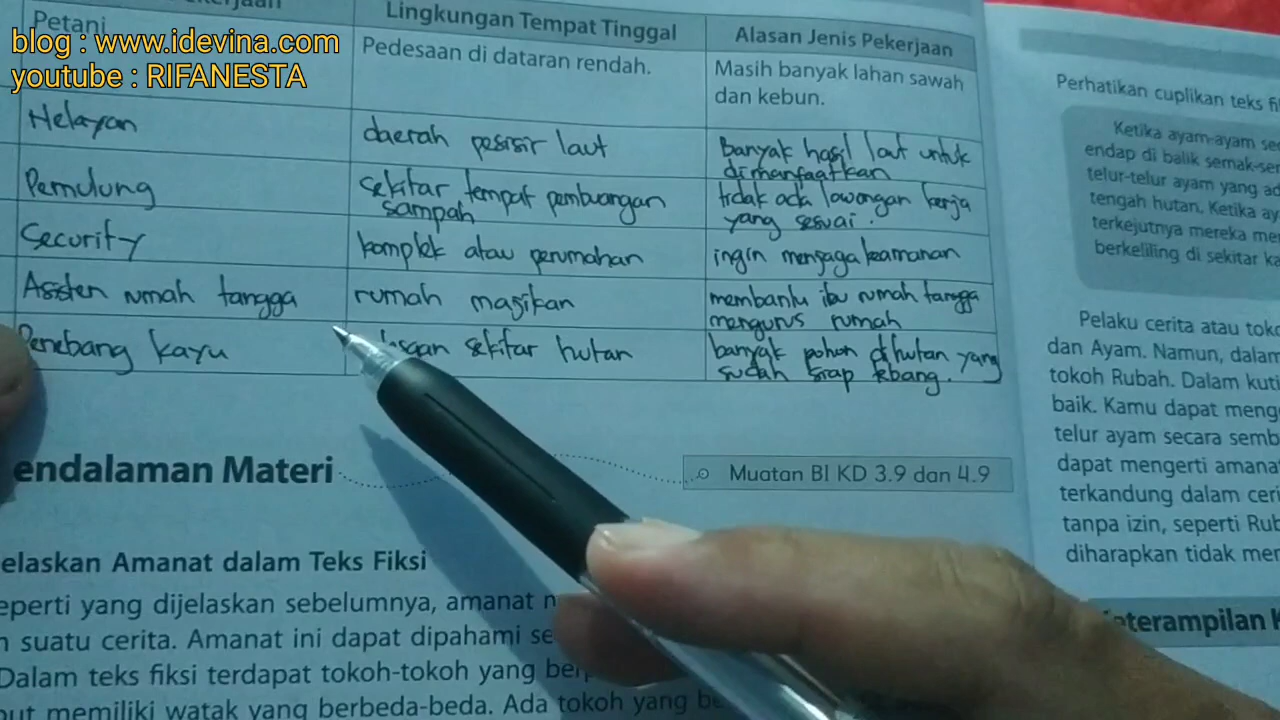 Lingkungan Tempat Tinggal
Alasan Jenis Pekerjaan
Petani
Pedesaan di dataran rendah.
Masih banyak lahan sawah
dan kebun.
blog : www.idevina.com
youtube : RIFANESTA
Nelayan
daerah pesisir laut
Banyak hasil laut untuk
dimanfaatkan
Pemulung
sekitar tempat pembuangan
sampah
tidak ada lowongan kerja
yang sesuai.
Security
komplek atau perumahan
ingin menjaga keamanan
Assten rumah tangga
rumah majikan
membantu ibu rumah tangga
mengurus rumah
Penebang kayu
sekitar hutan
banyak pohon dihutan yang
sudah siap tebang.
endalaman Materi
Muatan BI KD 3.9 dan 4.9
elaskan Amanat dalam Teks Fiksi
eperti yang dijelaskan sebelumnya, amanat
suatu cerita. Amanat ini dapat dipahami se
Dalam teks fiksi terdapat tokoh-tokoh yang
but memiliki watak yang berbeda-beda. Ada tokoh yang
Perhatikan cuplikan teks fi
Ketika ayam-ayam se
endap di balik semak-se
telur-telur ayam yang ad
tengah hutan. Ketika ay
terkejutnya mereka me
berkeliling di sekitar ka
Pelaku cerita atau toko
dan Ayam. Namun, dalam
tokoh Rubah. Dalam kuti
baik. Kamu dapat meng
telur ayam secara semb
dapat mengerti amana
terkandung dalam ceri
tanpa izin, seperti Rub
diharapkan tidak me
eterampilan